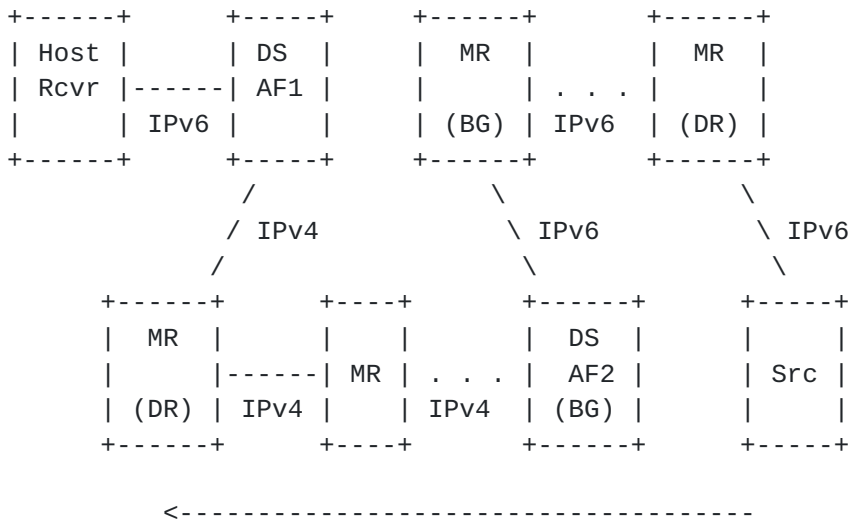 +------+      +-----+     +------+       +------+
| Host |      | DS  |     |  MR  |       |  MR  |
| Rcvr |------| AF1 |     |      | . . . |      |
|      | IPv6 |     |     | (BG) | IPv6  | (DR) |
+------+      +-----+     +------+       +------+
               /               \               \
              / IPv4            \ IPv6          \ IPv6
             /                   \               \
      +------+      +----+       +------+      +-----+
      |  MR  |      |    |       |  DS  |      |     |
      |      |------| MR | . . . |  AF2 |      | Src |
      | (DR) | IPv4 |    | IPv4  | (BG) |      |     |
      +------+      +----+       +------+      +-----+
          <-------------------------------------